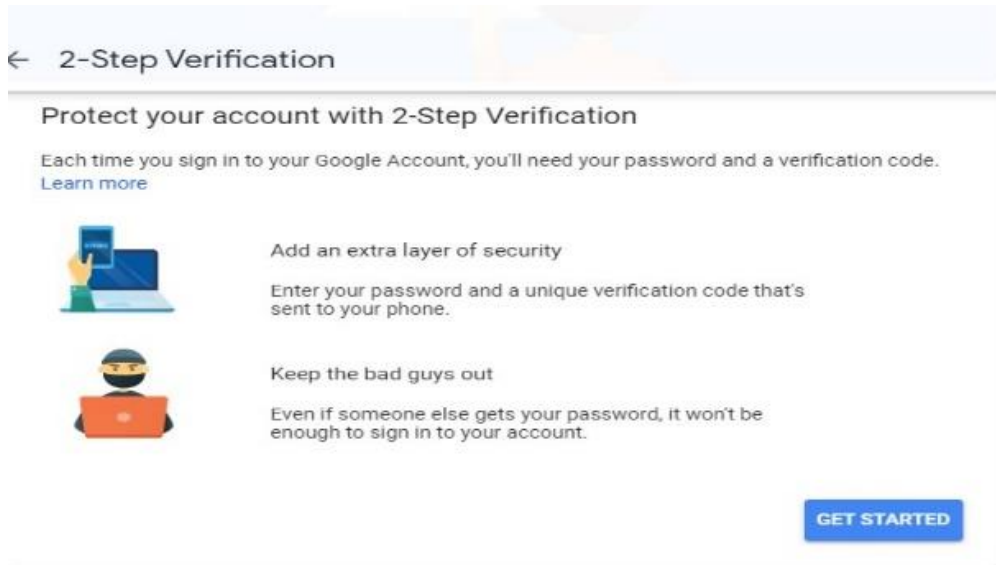 2-Step Verification
Protect your account with 2-Step Verification
Each time you sign in to your Google Account, you'll need your password and a verification code.
Learn more
Add an extra layer of security
Enter your password and a unique verification code that's
sent to your phone.
Keep the bad guys out
Even if someone else gets your password, it won't be
enough to sign in to your account.
GET STARTED